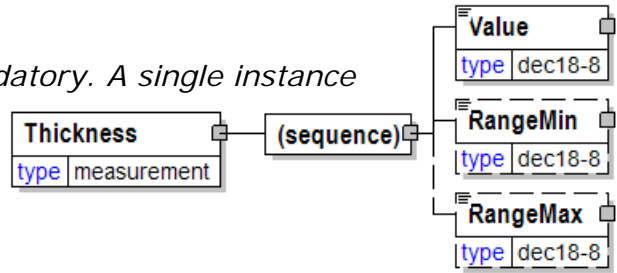 Value
type dec18-8
datory. A single instance
RangeMin
type dec18-8
Thickness
type measurement
(sequence)
RangeMax
type dec18-8